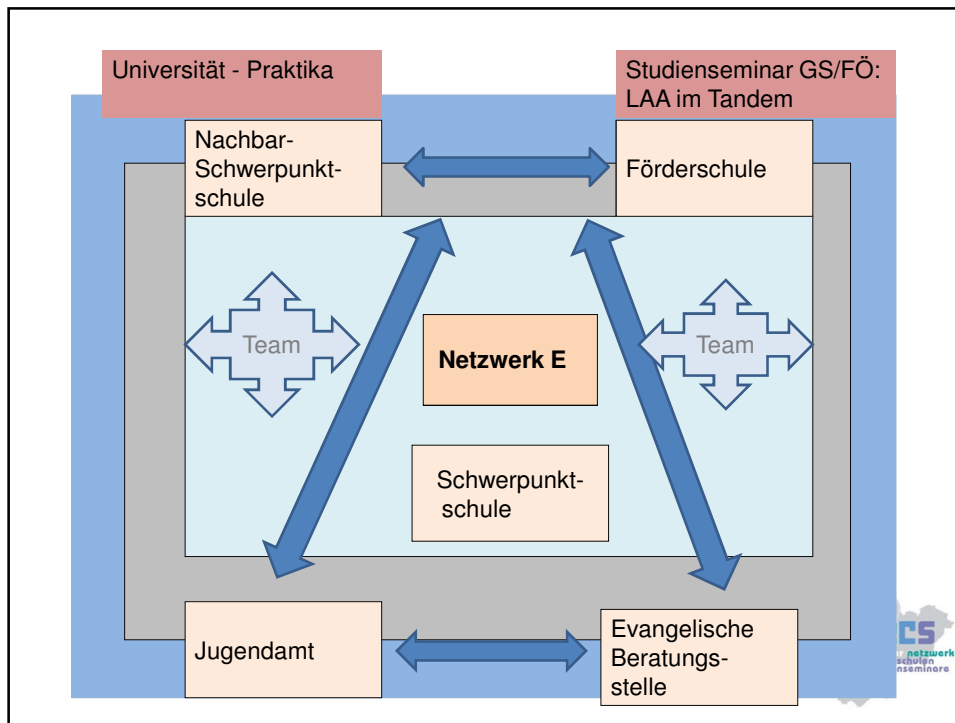 Universität - Praktika
Studienseminar GS/FÖ:
LAA im Tandem
Nachbar-
Schwerpunkt-
schule
Förderschule
Team
Team
Netzwerk E
Schwerpunkt-
schule
Jugendamt
Evangelische
Beratungs-
stelle
netzwerk
schulen